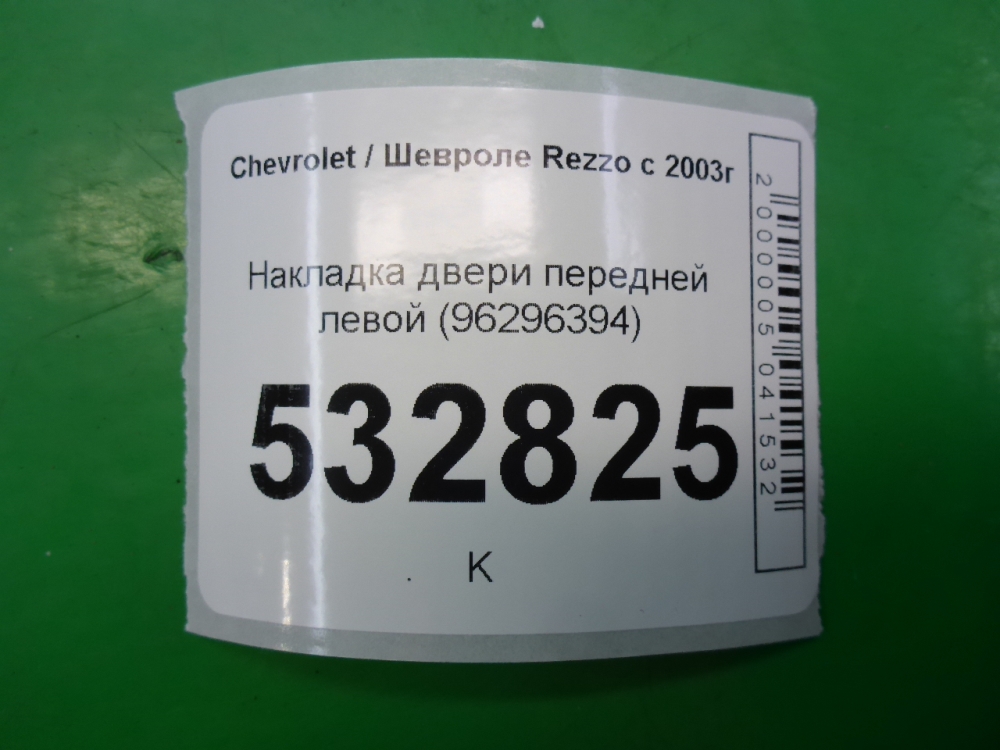 Chevrolet / Шевроле Rezzo с 2003г
Накладка двери передней
левой (96296394)
532825
К
2000005041532